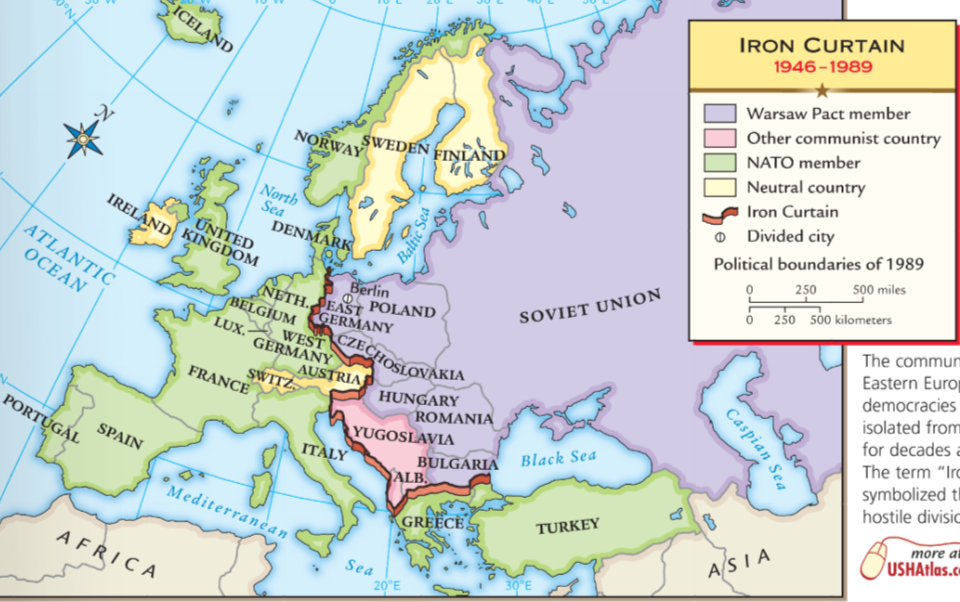 50°N
10°W
0°
10°E
20°E
30°E
40°E
ICELAND
N
NORWAY
SWEDEN
FINLAND
North
Sea
IRELAND
UNITED
KINGDOM
DENMARK
Baltic Sea
ATLANTIC
OCEAN
NETH.
Berlin
BELGIUM
EAST
GERMANY
POLAND
SOVIET UNION
LUX.
WEST
GERMANY
CZECHOSLOVAKIA
FRANCE
SWITZ.
AUSTRIA
HUNGARY
ROMANIA
PORTUGAL
SPAIN
ITALY
YUGOSLAVIA
BULGARIA
Black Sea
Caspian Sea
ALB.
Mediterranean
Sea
GREECE
TURKEY
AFRICA
ASIA
20°E
30°E
IRON CURTAIN
1946–1989
Warsaw Pact member
Other communist country
NATO member
Neutral country
Iron Curtain
Divided city
Political boundaries of 1989
0 250 500 miles
0 250 500 kilometers
The commun
Eastern Europ
democracies
isolated from
for decades a
The term “Iro
symbolized th
hostile divisio
more at
USHAtlas.co